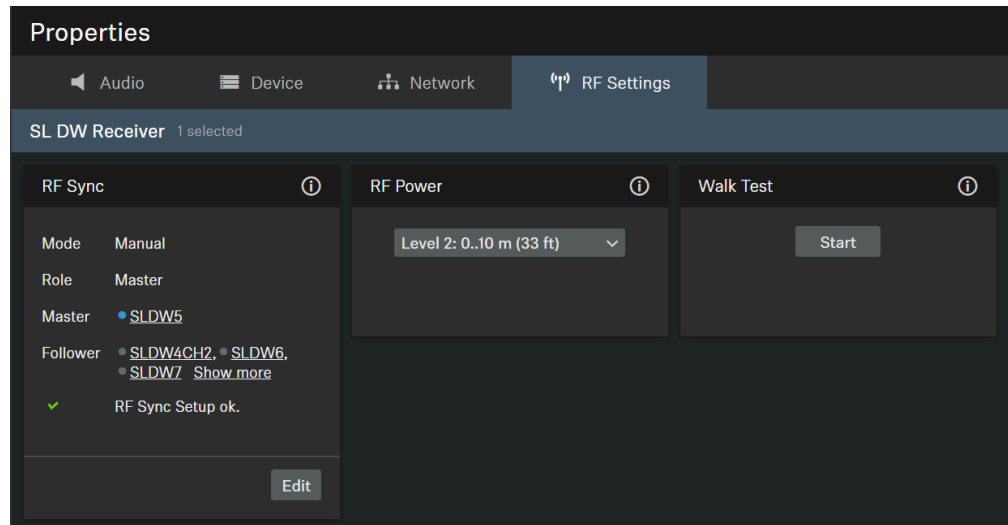 Properties
Audio Device Network RF Settings
SL DW Receiver 1 selected
RF Sync
Mode Manual
Role Master
Master SLDW5
Follower SLDW4CH2, SLDW6,
SLDW7 Show more
RF Sync Setup ok.
Edit
RF Power
Level 2: 0..10 m (33 ft)
Walk Test
Start